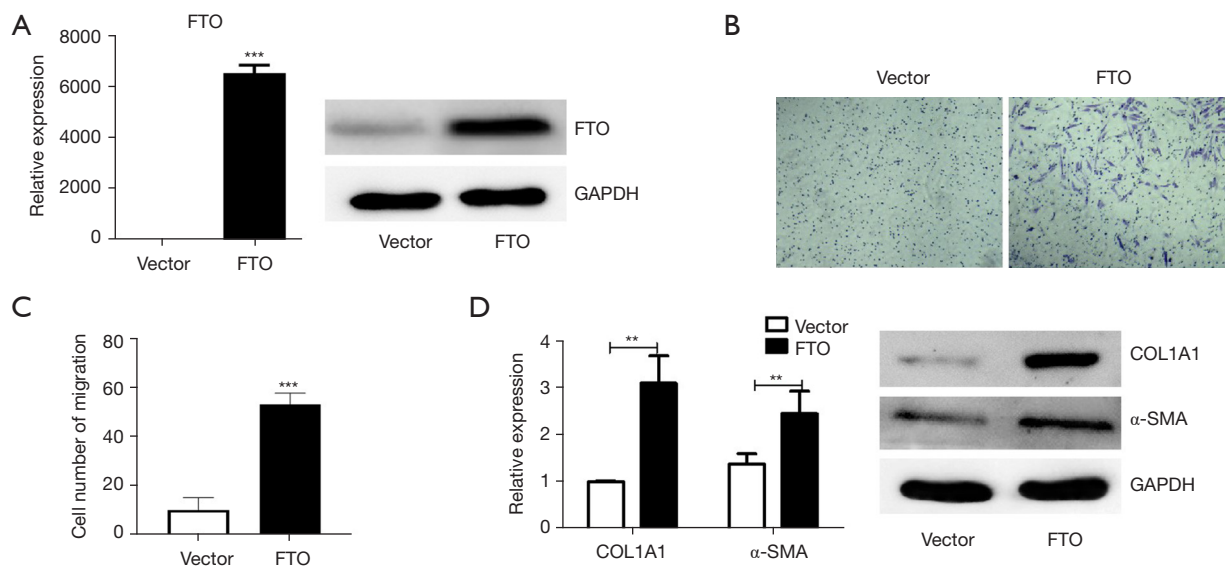 A
FTO
Relative expression
8000
6000
4000
2000
0
***
Vector
FTO
FTO
GAPDH
Vector
FTO
B
Vector
FTO
C
Cell number of migration
80
60
40
20
0
***
Vector
FTO
D
Relative expression
4
3
2
1
0
**
**
Vector
FTO
COL1A1
α-SMA
COL1A1
α-SMA
GAPDH
Vector
FTO